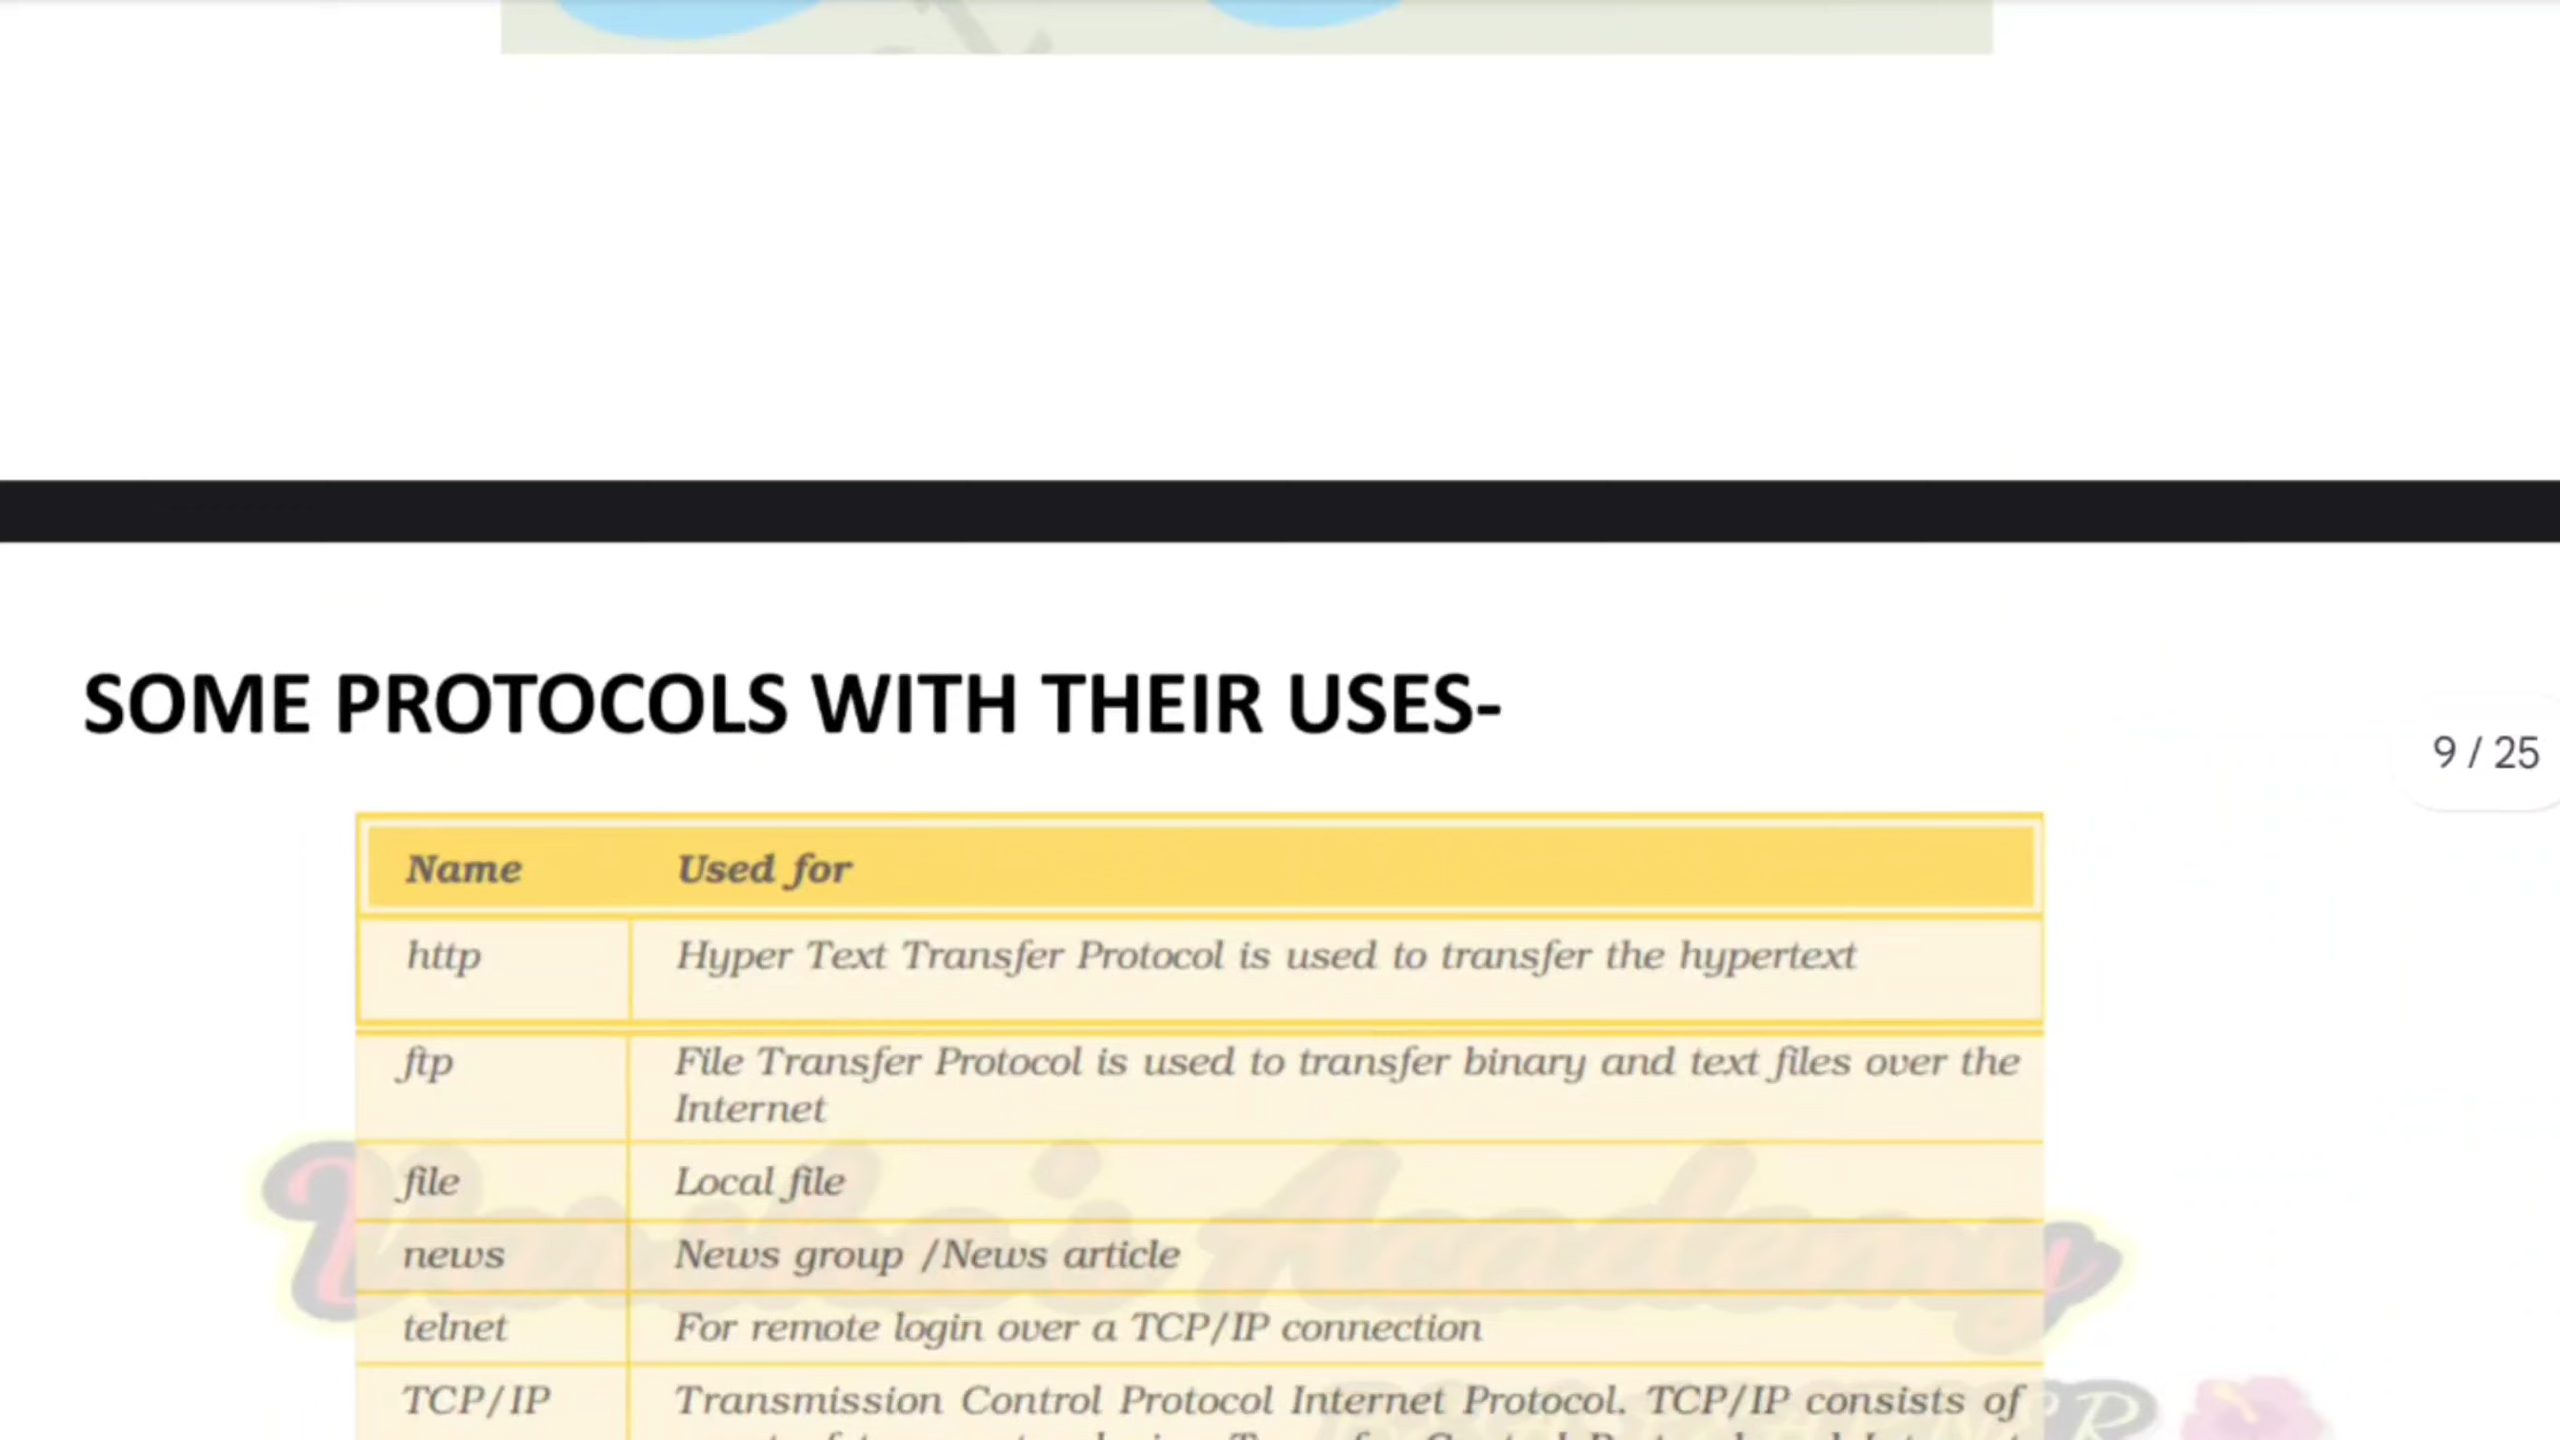 SOME PROTOCOLS WITH THEIR USES-
9 / 25
Name Used for
http Hyper Text Transfer Protocol is used to transfer the hypertext
ftp File Transfer Protocol is used to transfer binary and text files over the
Internet
file Local file
news News group /News article
telnet For remote login over a TCP/IP connection
TCP/IP Transmission Control Protocol Internet Protocol. TCP/IP consists of
Academy